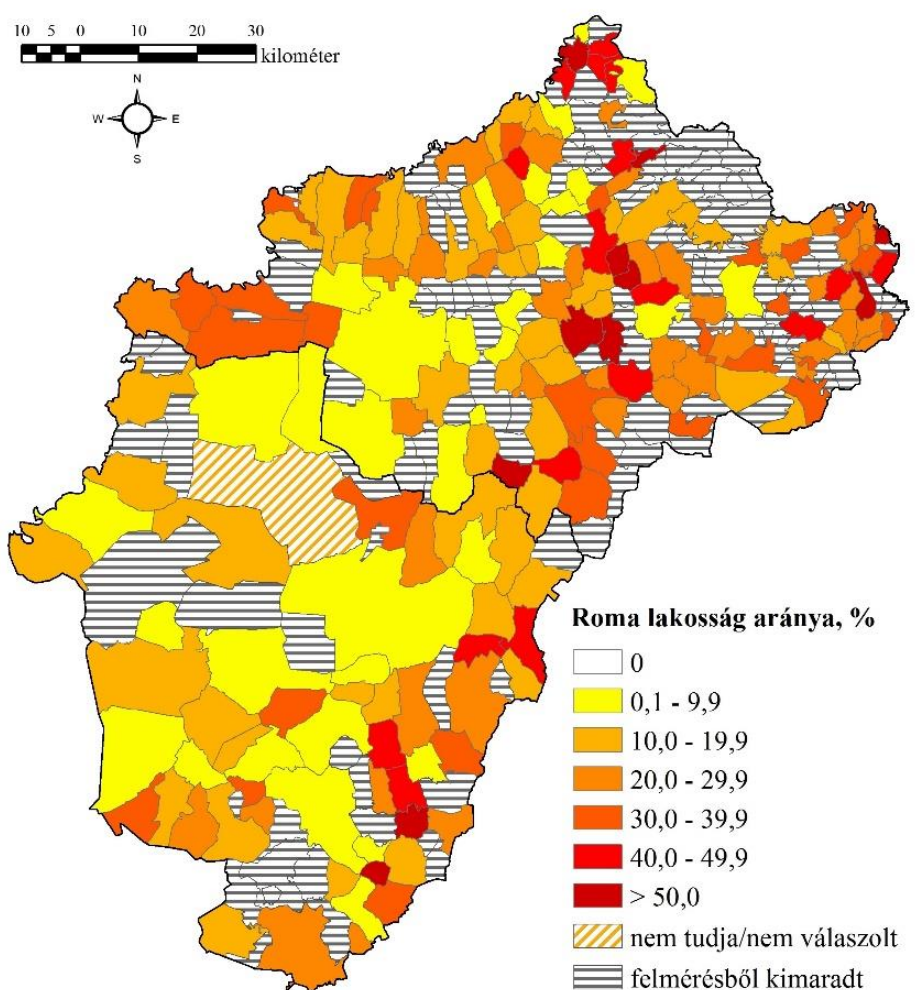 10 5 0 10 20 30
kilométer
N
W E
S
Roma lakosság aránya, %
0
0,1 - 9,9
10,0 - 19,9
20,0 - 29,9
30,0 - 39,9
40,0 - 49,9
> 50,0
nem tudja/nem válaszolt
felmérésből kimaradt